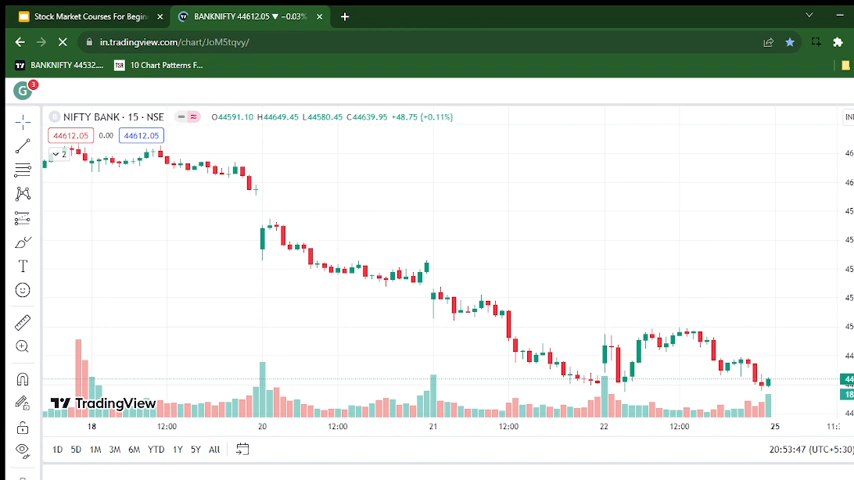 Stock Market Courses For Begin
BANKNIFTY 44612.05 ▼ −0.03%
in.tradingview.com/chart/JoM5tqvy/
BANKNIFTY 44532....
TSR 10 Chart Patterns F...
G 3
NIFTY BANK · 15 · NSE
O44591.10 H44649.45 L44580.45 C44639.95 +48.75 (+0.11%)
44612.05 0.00 44612.05
2
TradingView
18 12:00 20 12:00 21 12:00 22 12:00 25
1D 5D 1M 3M 6M YTD 1Y 5Y All
20:53:47 (UTC+5:30)